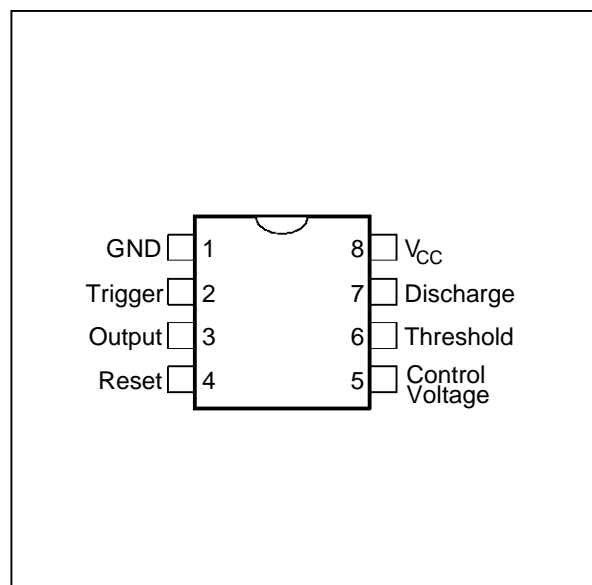 GND 1 8 VCC
Trigger 2 7 Discharge
Output 3 6 Threshold
Reset 4 5 Control
Voltage